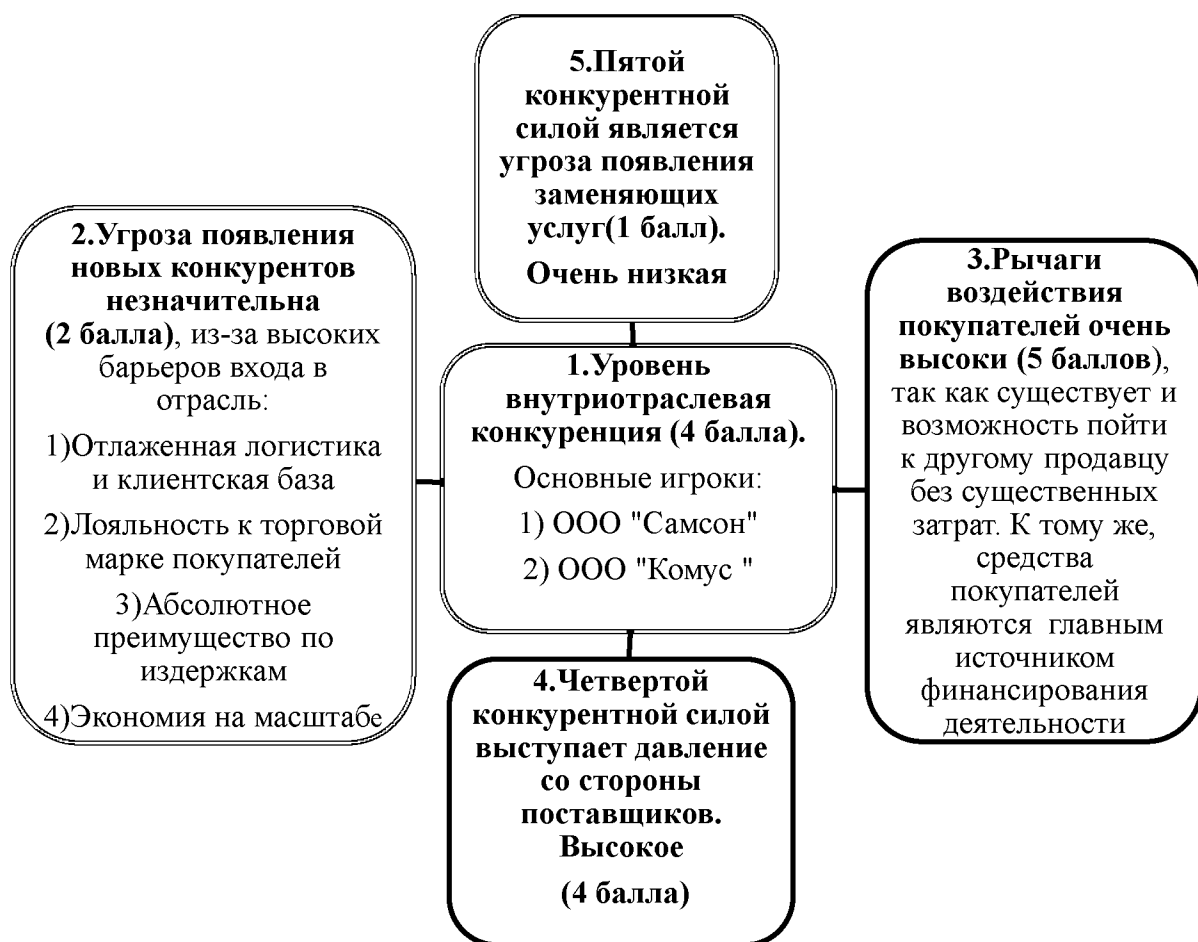 5.Пятой
конкурентной
силой является
угроза появления
заменяющих
услуг(1 балл).
Очень низкая
2.Угроза появления
новых конкурентов
незначительна
(2 балла), из-за высоких
барьеров входа в
отрасль:
1)Отлаженная логистика
и клиентская база
2)Лояльность к торговой
марке покупателей
3)Абсолютное
преимущество по
издержкам
4)Экономия на масштабе
1.Уровень
внутриотраслевая
конкуренция (4 балла).
Основные игроки:
1) ООО "Самсон"
2) ООО "Комус "
3.Рычаги
воздействия
покупателей очень
высоки (5 баллов),
так как существует и
возможность пойти
к другому продавцу
без существенных
затрат. К тому же,
средства
покупателей
являются главным
источником
финансирования
деятельности
4.Четвертой
конкурентной силой
выступает давление
со стороны
поставщиков.
Высокое
(4 балла)